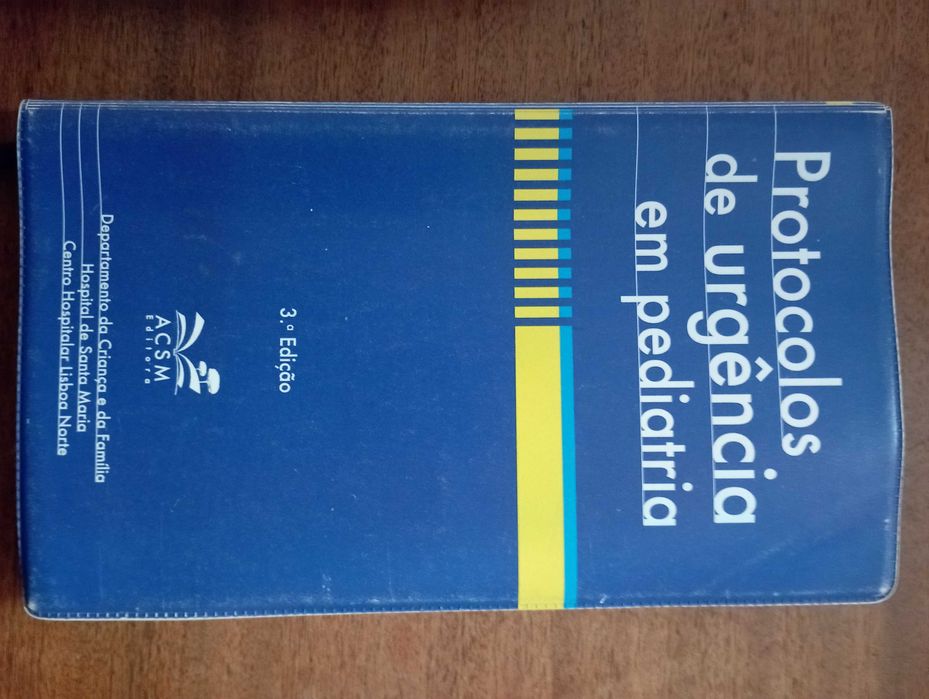 Protocolos
de urgência
em pediatria
3.ª Edição
ACSM
Editora
Departamento da Criança e da Família
Hospital de Santa Maria
Centro Hospitalar Lisboa Norte